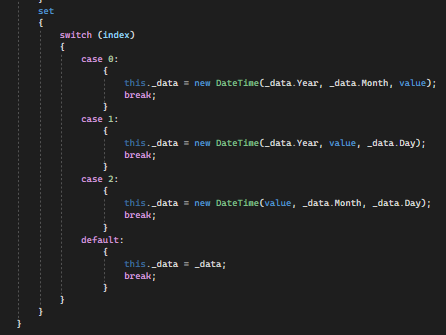 }
set
{
switch (index)
{
case 0:
{
this._data = new DateTime(_data.Year, _data.Month, value);
break;
}
case 1:
{
this._data = new DateTime(_data.Year, value, _data.Day);
break;
}
case 2:
{
this._data = new DateTime(value, _data.Month, _data.Day);
break;
}
default:
{
this._data = _data;
break;
}
}
}
}